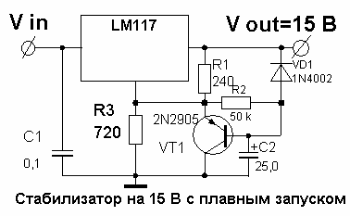 V in
LM117
V out=15 В
R1
240
VD1
1N4002
R2
50 k
R3
720
2N2905
VT1
C1
0,1
+C2
25,0
Стабилизатор на 15 В с плавным запуском